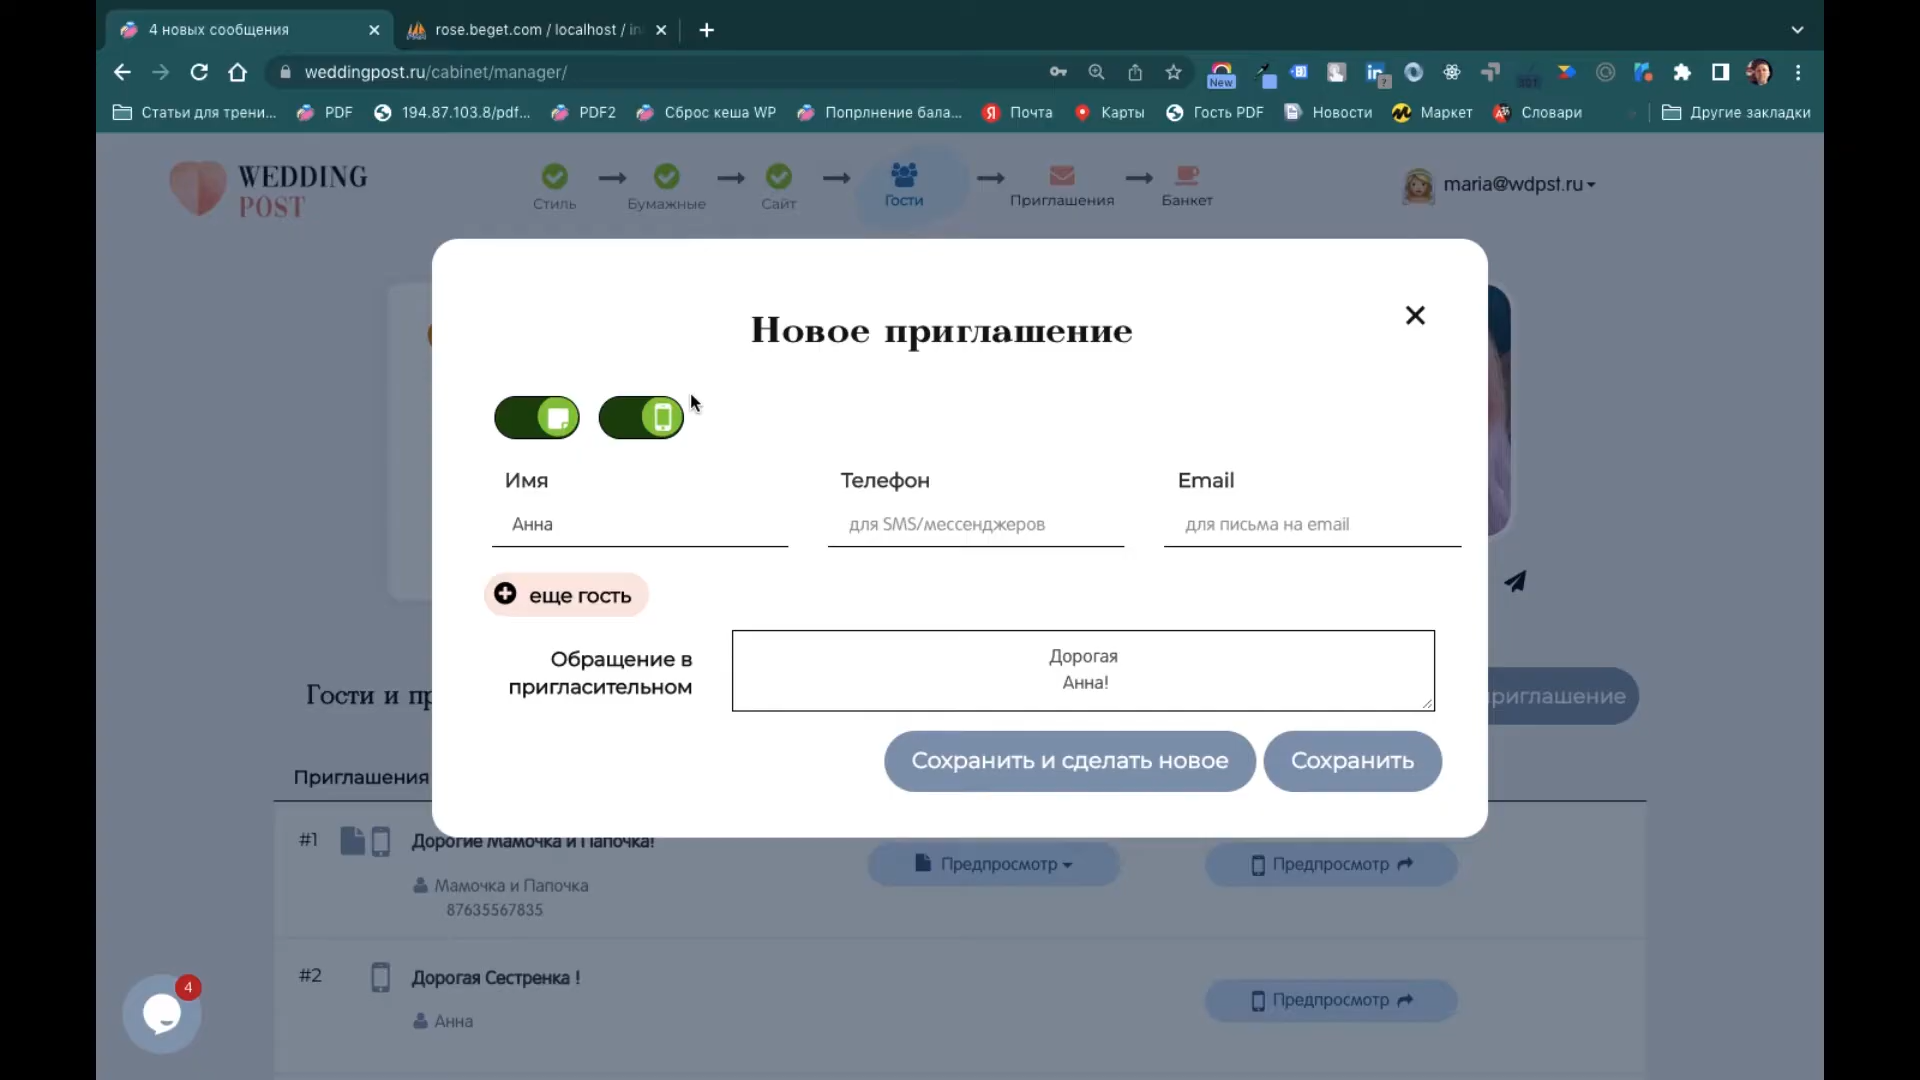 4 новых сообщения
rose.beget.com / localhost / in
weddingpost.ru/cabinet/manager/
New
Статьи для трени...
PDF
194.87.103.8/pdf...
PDF2
Сброс кеша WP
Попрлнение бала...
Почта
Карты
Гость PDF
Новости
Маркет
Словари
Другие закладки
WEDDING
POST
Стиль
Бумажные
Сайт
Гости
Приглашения
Банкет
maria@wdpst.ru
Новое приглашение
Имя
Телефон
Email
Анна
для SMS/мессенджеров
для письма на email
еще гость
Обращение в
пригласительном
Дорогая
Анна!
Сохранить и сделать новое
Сохранить
Гости и пр
приглашение
Приглашения
#1
Дорогие Мамочка и Папочка!
Предпросмотр
Предпросмотр
Мамочка и Папочка
87635567835
#2
Дорогая Сестренка !
Предпросмотр
Анна
4